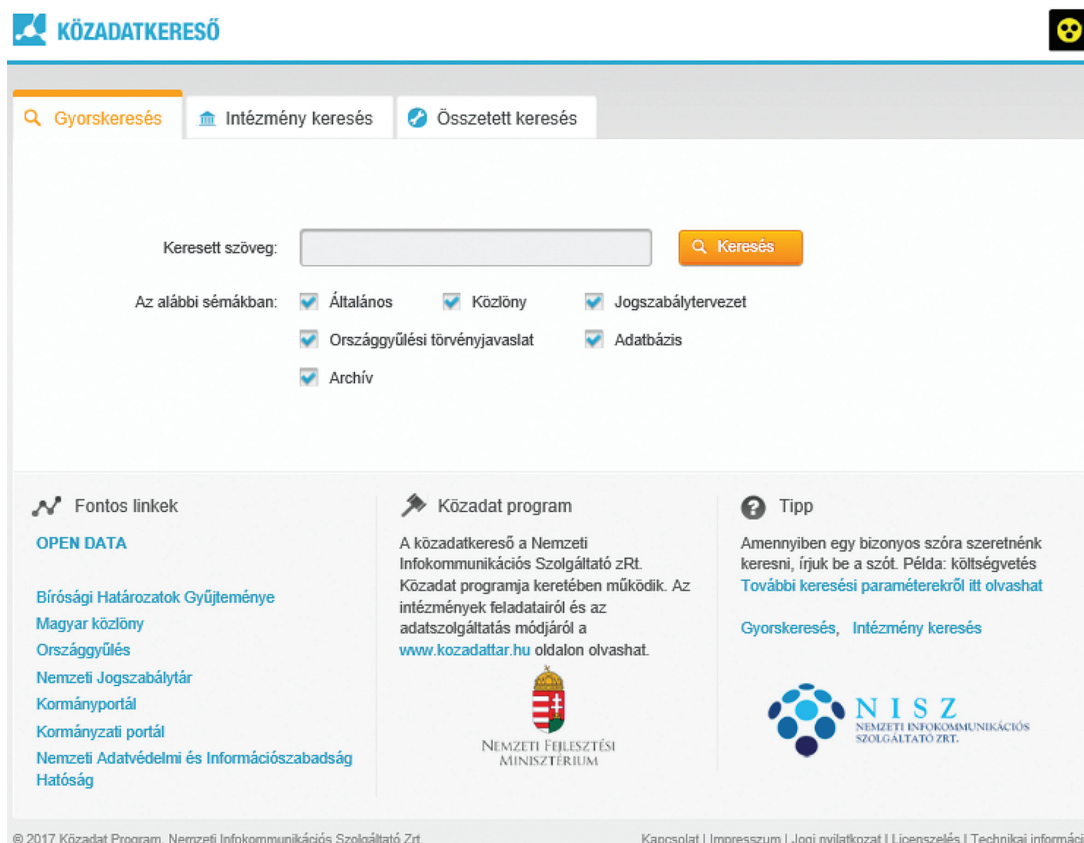 KÖZADATKERESŐ
Gyorskeresés
Intézmény keresés
Összetett keresés
Keresett szöveg:
Keresés
Az alábbi sémákban:
Általános
Közlöny
Jogszabálytervezet
Országgyűlési törvényjavaslat
Adatbázis
Archív
Fontos linkek
OPEN DATA
Bírósági Határozatok Gyűjteménye
Magyar közlöny
Országgyűlés
Nemzeti Jogszabálytár
Kormányportál
Kormányzati portál
Nemzeti Adatvédelmi és Információszabadság
Hatóság
Közadat program
A közadatkereső a Nemzeti
Infokommunikációs Szolgáltató zRt.
Közadat programja keretében működik. Az
intézmények feladatairól és az
adatszolgáltatás módjáról a
www.kozadattar.hu oldalon olvashat.
NEMZETI FEJLESZTÉSI
MINISZTÉRIUM
Tipp
Amennyiben egy bizonyos szóra szeretnénk
keresni, írjuk be a szót. Példa: költségvetés
További keresési paraméterekről itt olvashat
Gyorskeresés, Intézmény keresés
NISZ
NEMZETI INFOKOMMUNIKÁCIÓS
SZOLGÁLTATÓ ZRT.
© 2017 Közadat Program, Nemzeti Infokommunikációs Szolgáltató Zrt.
Kapcsolat | Impresszum | Jogi nyilatkozat | Licenszelés | Technikai informáci